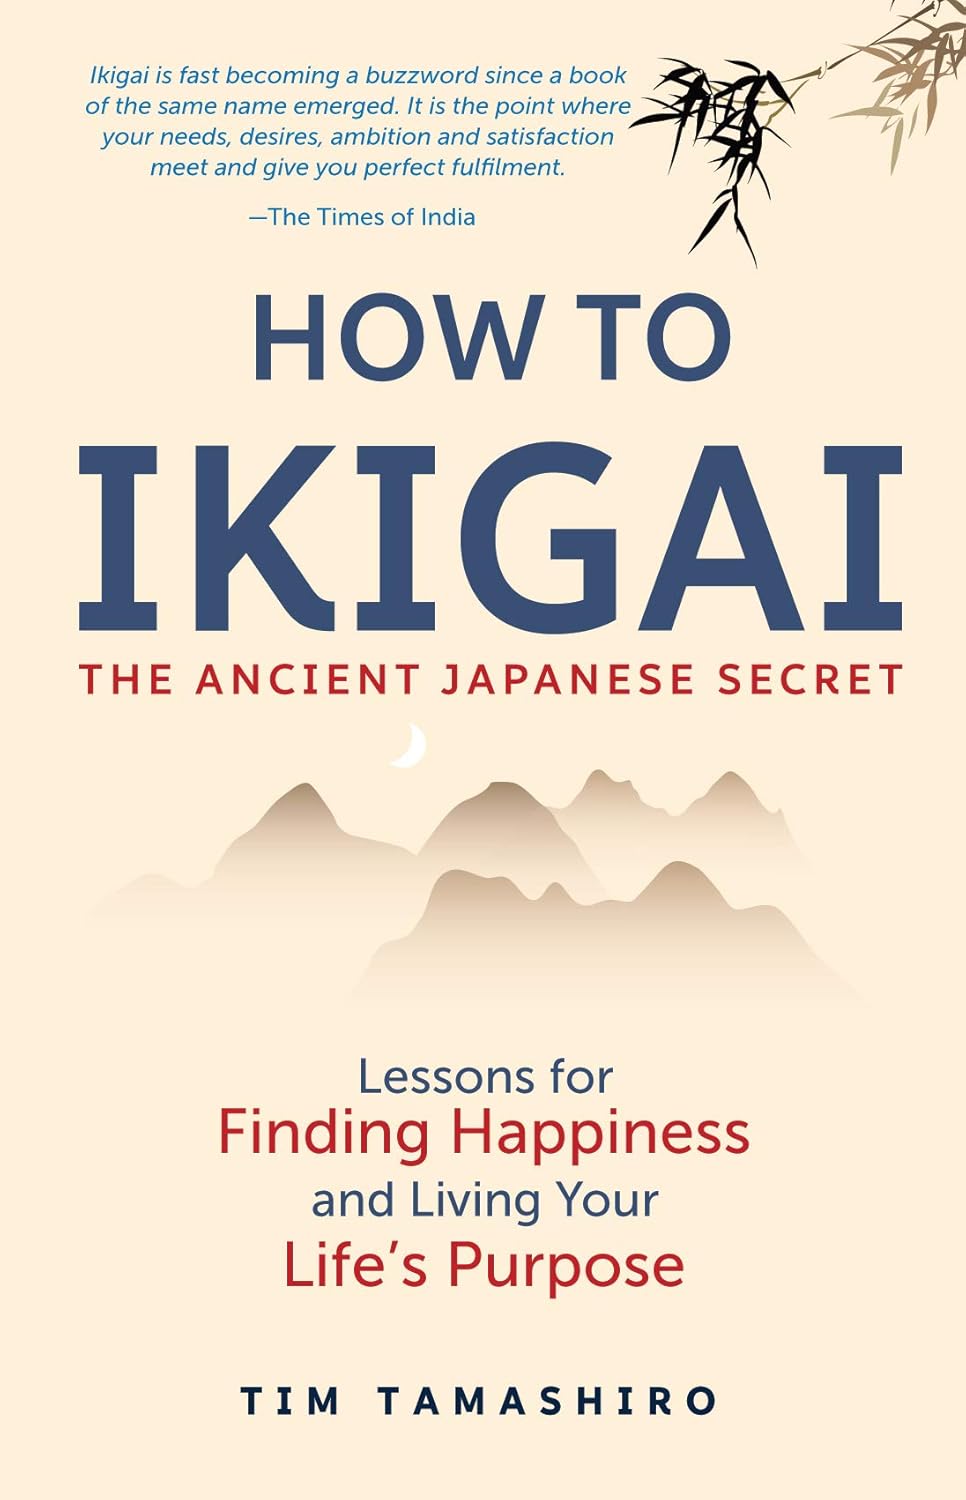 Ikigai is fast becoming a buzzword since a book
of the same name emerged. It is the point where
your needs, desires, ambition and satisfaction
meet and give you perfect fulfilment.
—The Times of India
HOW TO
IKIGAI
THE ANCIENT JAPANESE SECRET
Lessons for
Finding Happiness
and Living Your
Life's Purpose
TIM TAMASHIRO